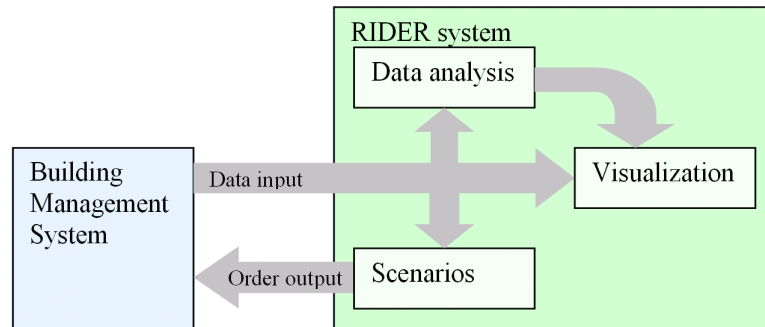 RIDER system
Data analysis
Building
Management
System
Data input
Visualization
Order output
Scenarios